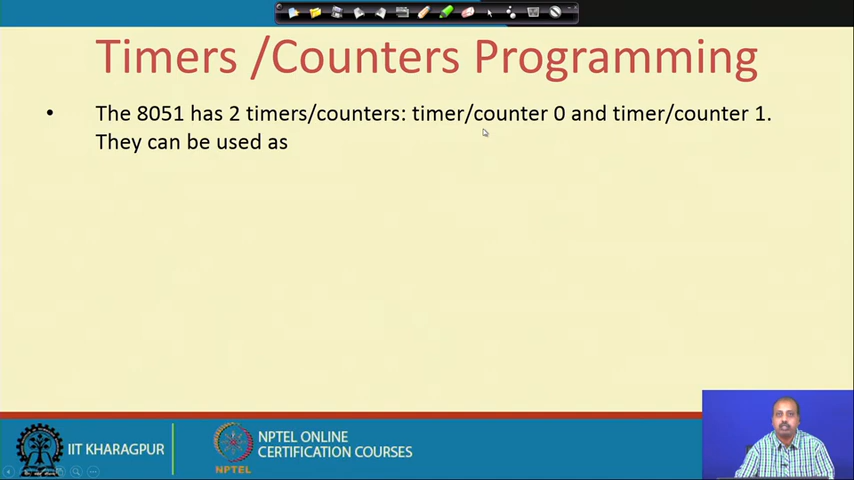 Timers /Counters Programming
• The 8051 has 2 timers/counters: timer/counter 0 and timer/counter 1.
They can be used as
IIT KHARAGPUR
NPTEL
NPTEL ONLINE
CERTIFICATION COURSES